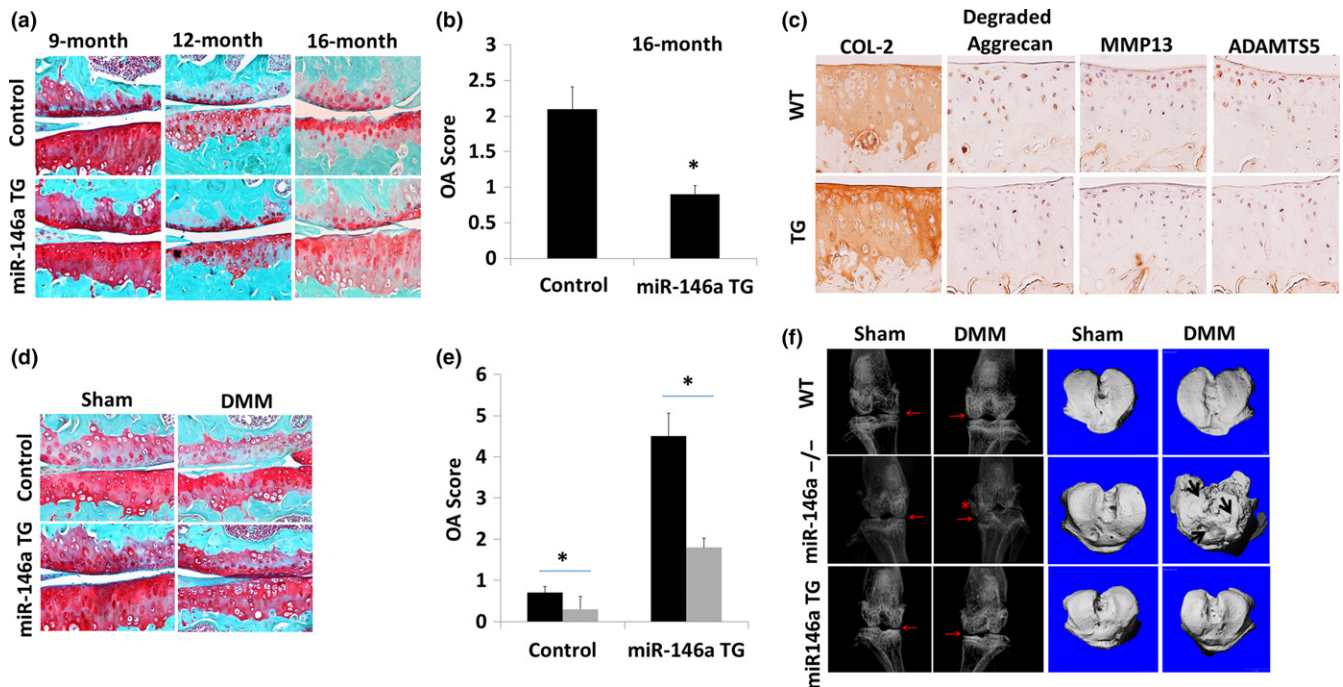 (a)
9-month 12-month 16-month
Control
miR-146a TG
(b)
16-month
OA Score
3
2.5
2
1.5
1
0.5
0
*
Control miR-146a TG
(c)
COL-2 Degraded Aggrecan MMP13 ADAMTS5
WT
TG
(d)
Sham DMM
Control
miR-146a TG
(e)
OA Score
6
5
4
3
2
1
0
*
*
Control miR-146a TG
(f)
Sham DMM Sham DMM
WT
miR-146a −/−
*
miR146a TG